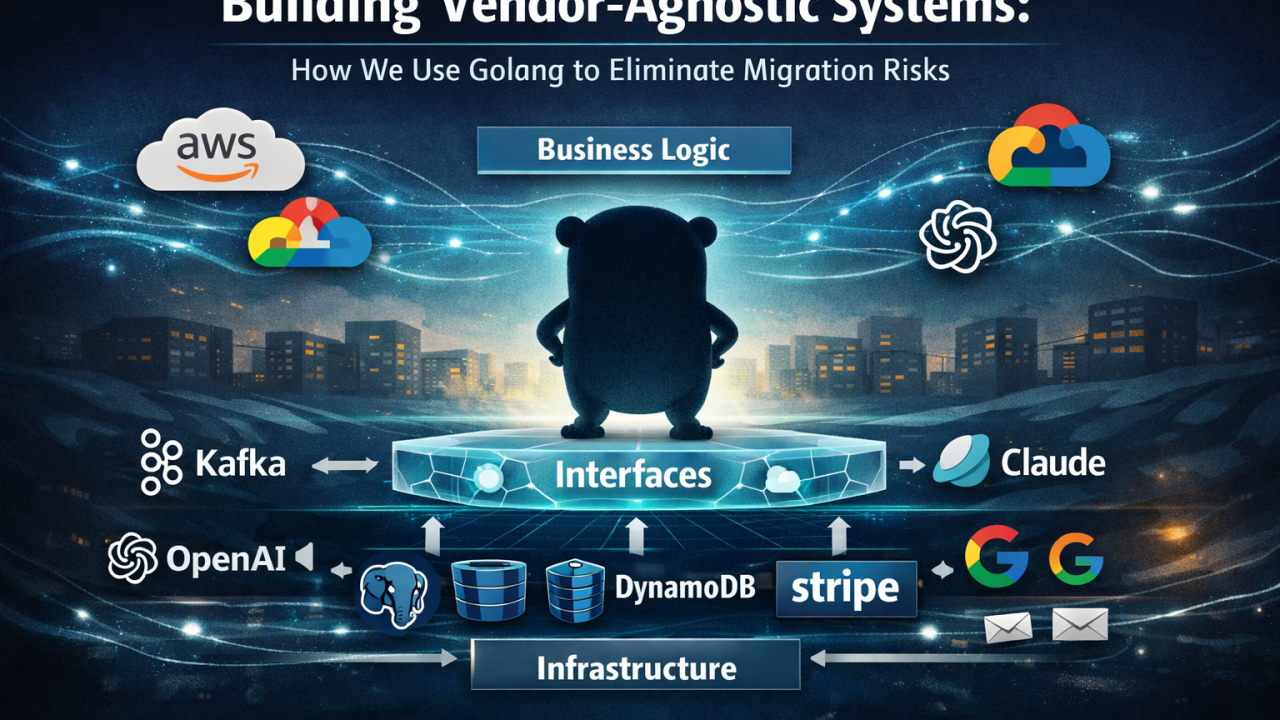 Building Vendor-Agnostic Systems:
How We Use Golang to Eliminate Migration Risks
aws
Business Logic
Kafka
Interfaces
Claude
OpenAI
DynamoDB
stripe
G
G
Infrastructure